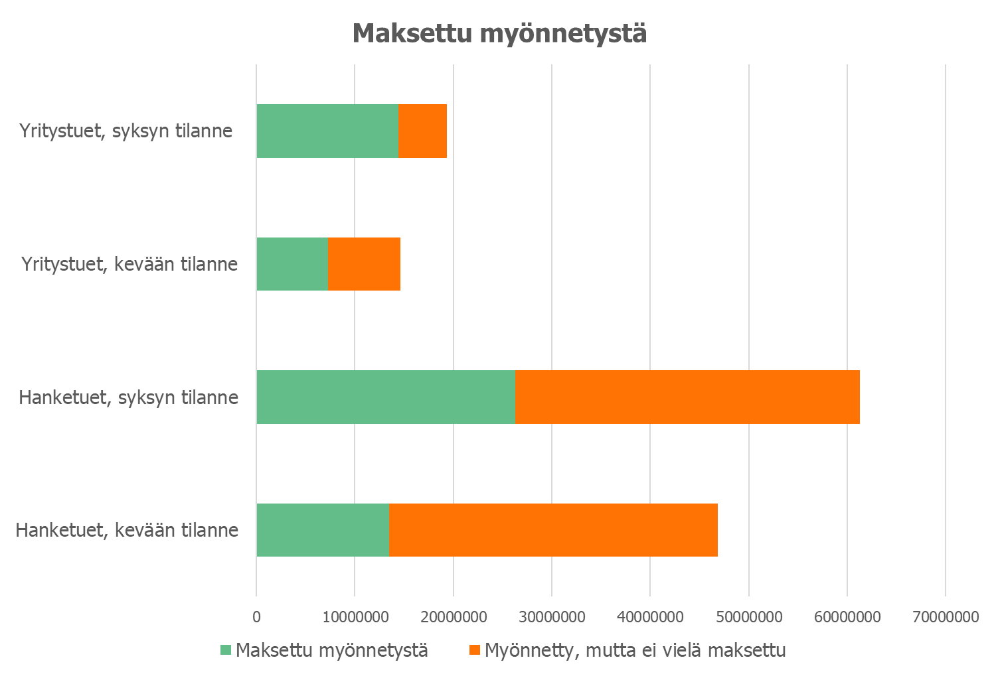 Maksettu myönnetystä
Yritystuet, syksyn tilanne
Yritystuet, kevään tilanne
Hanketuet, syksyn tilanne
Hanketuet, kevään tilanne
0 10000000 20000000 30000000 40000000 50000000 60000000 70000000
Maksettu myönnetystä Myönnetty, mutta ei vielä maksettu